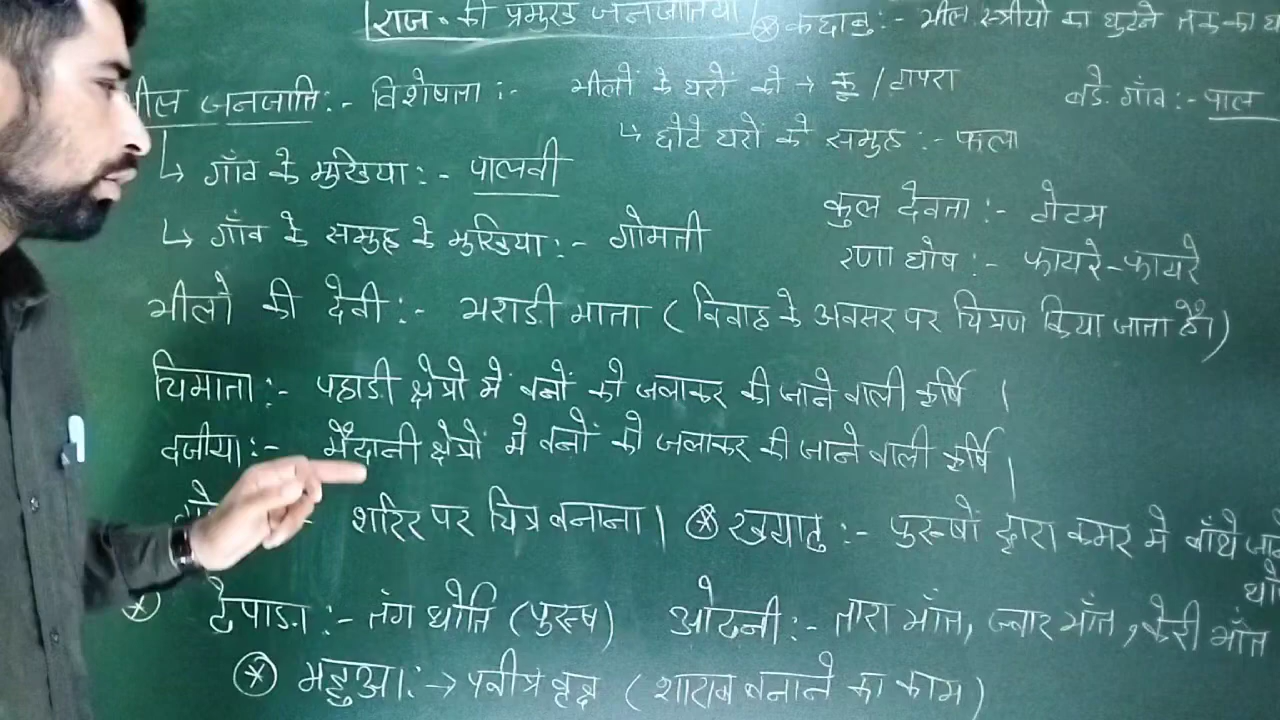 राज. की प्रमुख जनजातिया
⊛ कछाबू :- भील स्त्रीयो का घुटने तक का
भील जनजाति :- विशेषता :-
भीलों के घरो को → कू / टापरा
बडे. गाँव :- पाल
↳ छोटे घरों के समुह :- फला
↳ गाँव के मुखिया :- पालवी
कुल देवता :- टोटम
↳ गाँव के समुह के मुखिया :- गोमती
रणा घोष :- फायरे-फायरे
भीलो की देवी :- भराडी माता ( विवाह के अवसर पर चित्रण किया जाता है।)
चिमाता :- पहाडी क्षेत्रो में वनों को जलाकर की जाने वाली कृर्षि ।
दजीया :- मैदानी क्षेत्रों मे वनों को जलाकर की जाने वाली कृर्षि ।
शरिर पर चित्र बनाना । ⊛ खयाटु :- पुरूषों द्वारा कमर मे बाँधे
⊛ ढेपाडा :- तंग धोति (पुरूष)
ओढनी :- तारा भाँत, ज्वार भाँत, केरी भाँत
⊛ महुआ :→ पवीत्र वृक्ष ( शाराब बनाने का काम )